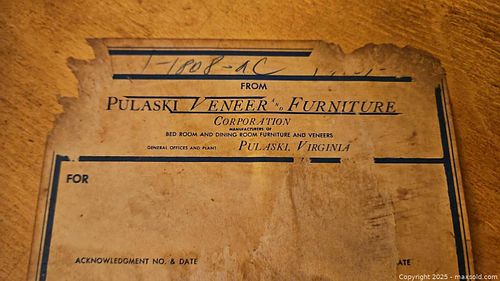 1-1808-AC
FROM
PULASKI VENEER AND FURNITURE
CORPORATION
MANUFACTURERS OF
BED ROOM AND DINING ROOM FURNITURE AND VENEERS
GENERAL OFFICES AND PLANT PULASKI, VIRGINIA
FOR
ACKNOWLEDGMENT NO. & DATE
ATE
Copyright 2025 - maxsold.com